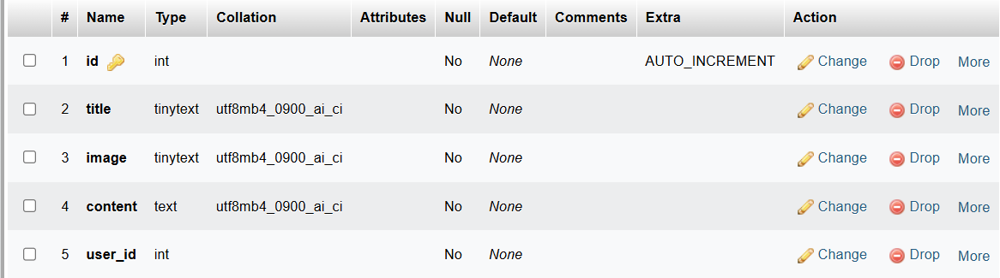 # Name Type Collation Attributes Null Default Comments Extra Action
1 id int No None AUTO_INCREMENT Change Drop More
2 title tinytext utf8mb4_0900_ai_ci No None Change Drop More
3 image tinytext utf8mb4_0900_ai_ci No None Change Drop More
4 content text utf8mb4_0900_ai_ci No None Change Drop More
5 user_id int No None Change Drop More